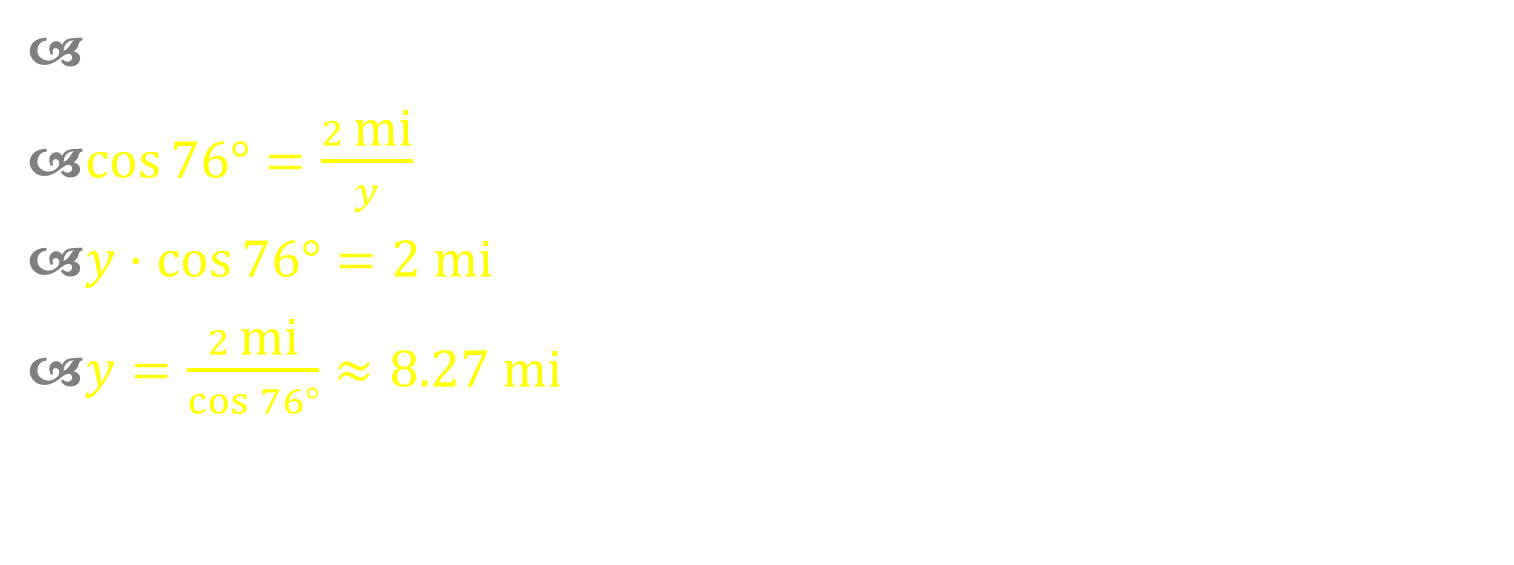 cos 76° = 2 mi / y
y · cos 76° = 2 mi
y = 2 mi / cos 76° ≈ 8.27 mi